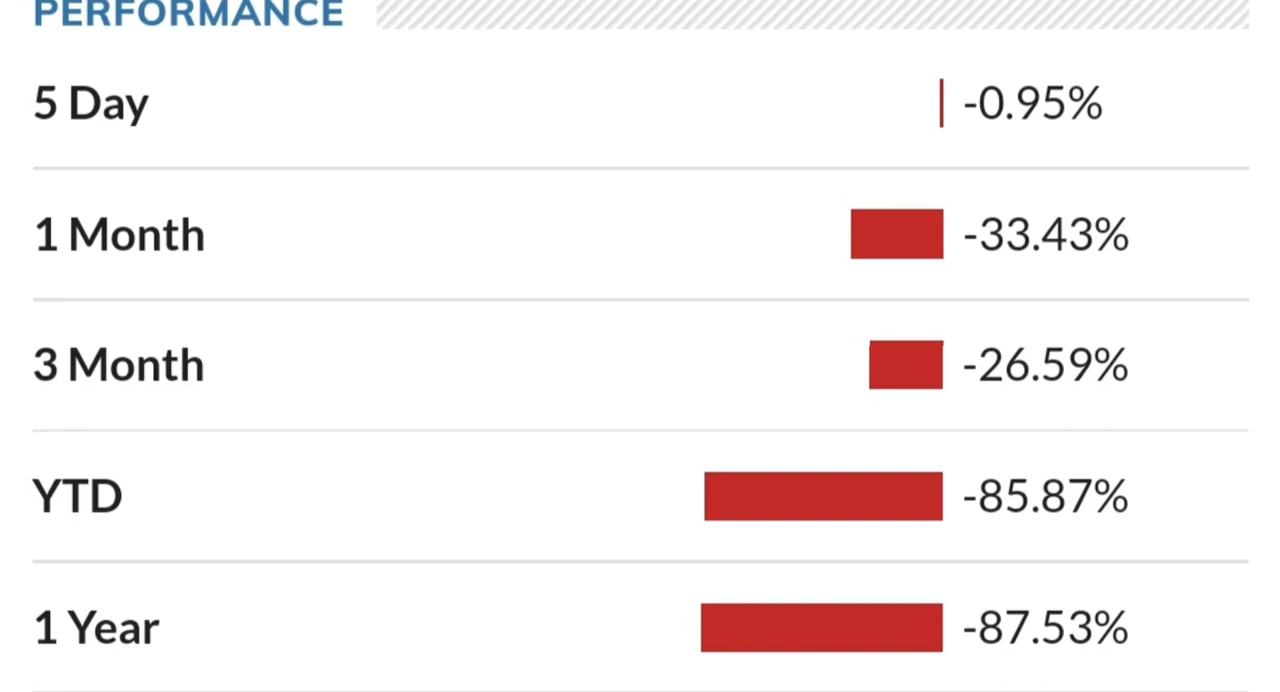 PERFORMANCE
5 Day -0.95%
1 Month -33.43%
3 Month -26.59%
YTD -85.87%
1 Year -87.53%